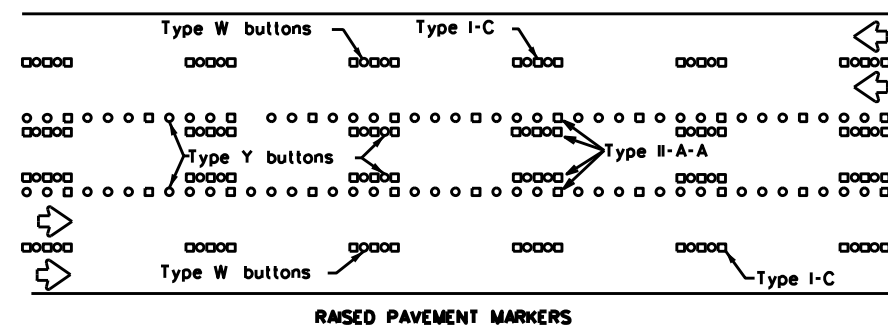 Type W buttons
Type I-C
Type Y buttons
Type II-A-A
Type W buttons
Type I-C
RAISED PAVEMENT MARKERS